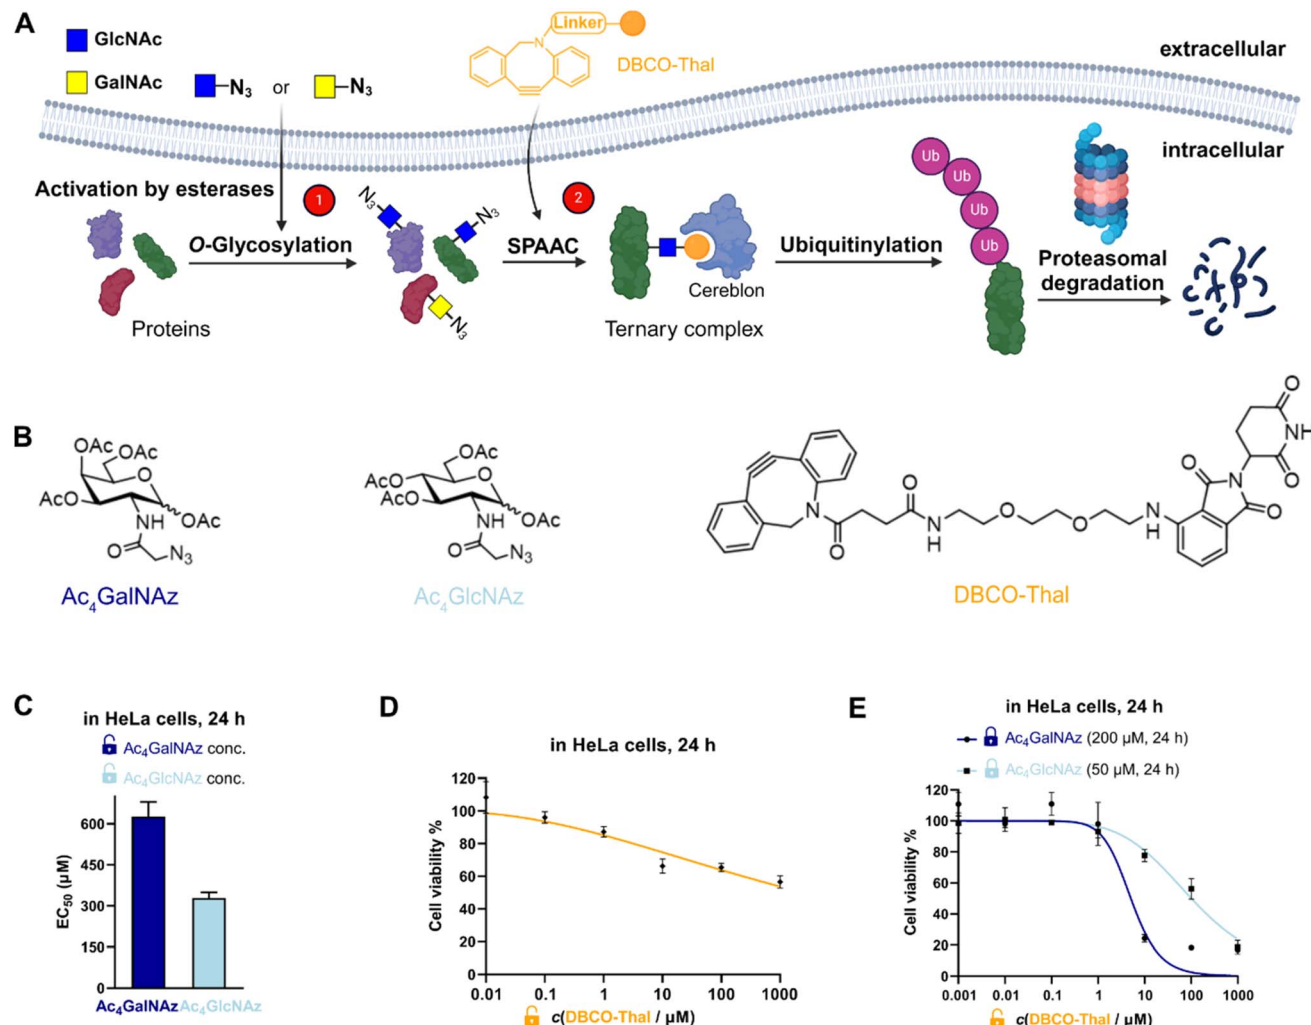 A
GlcNAc
GalNAc
N3
or
N3
Linker
N
DBCO-Thal
extracellular
intracellular
Activation by esterases
1
O-Glycosylation
Proteins
N3
N3
N3
2
SPAAC
Cereblon
Ternary complex
Ubiquitinylation
Ub
Ub
Ub
Ub
Proteasomal
degradation
B
OAc
OAc
O
AcO
NH
OAc
O
N3
Ac4GalNAz
OAc
AcO
O
AcO
NH
OAc
O
N3
Ac4GlcNAz
N
O
O
N
H
O
O
H
N
O
N
O
O
NH
O
DBCO-Thal
C
in HeLa cells, 24 h
Ac4GalNAz conc.
Ac4GlcNAz conc.
EC50 (µM)
600
450
300
150
0
Ac4GalNAz
Ac4GlcNAz
D
in HeLa cells, 24 h
Cell viability %
120
100
80
60
40
20
0
0.01 0.1 1 10 100 1000
c(DBCO-Thal / µM)
E
in HeLa cells, 24 h
Ac4GalNAz (200 µM, 24 h)
Ac4GlcNAz (50 µM, 24 h)
Cell viability %
120
100
80
60
40
20
0
0.001 0.01 0.1 1 10 100 1000
c(DBCO-Thal / µM)